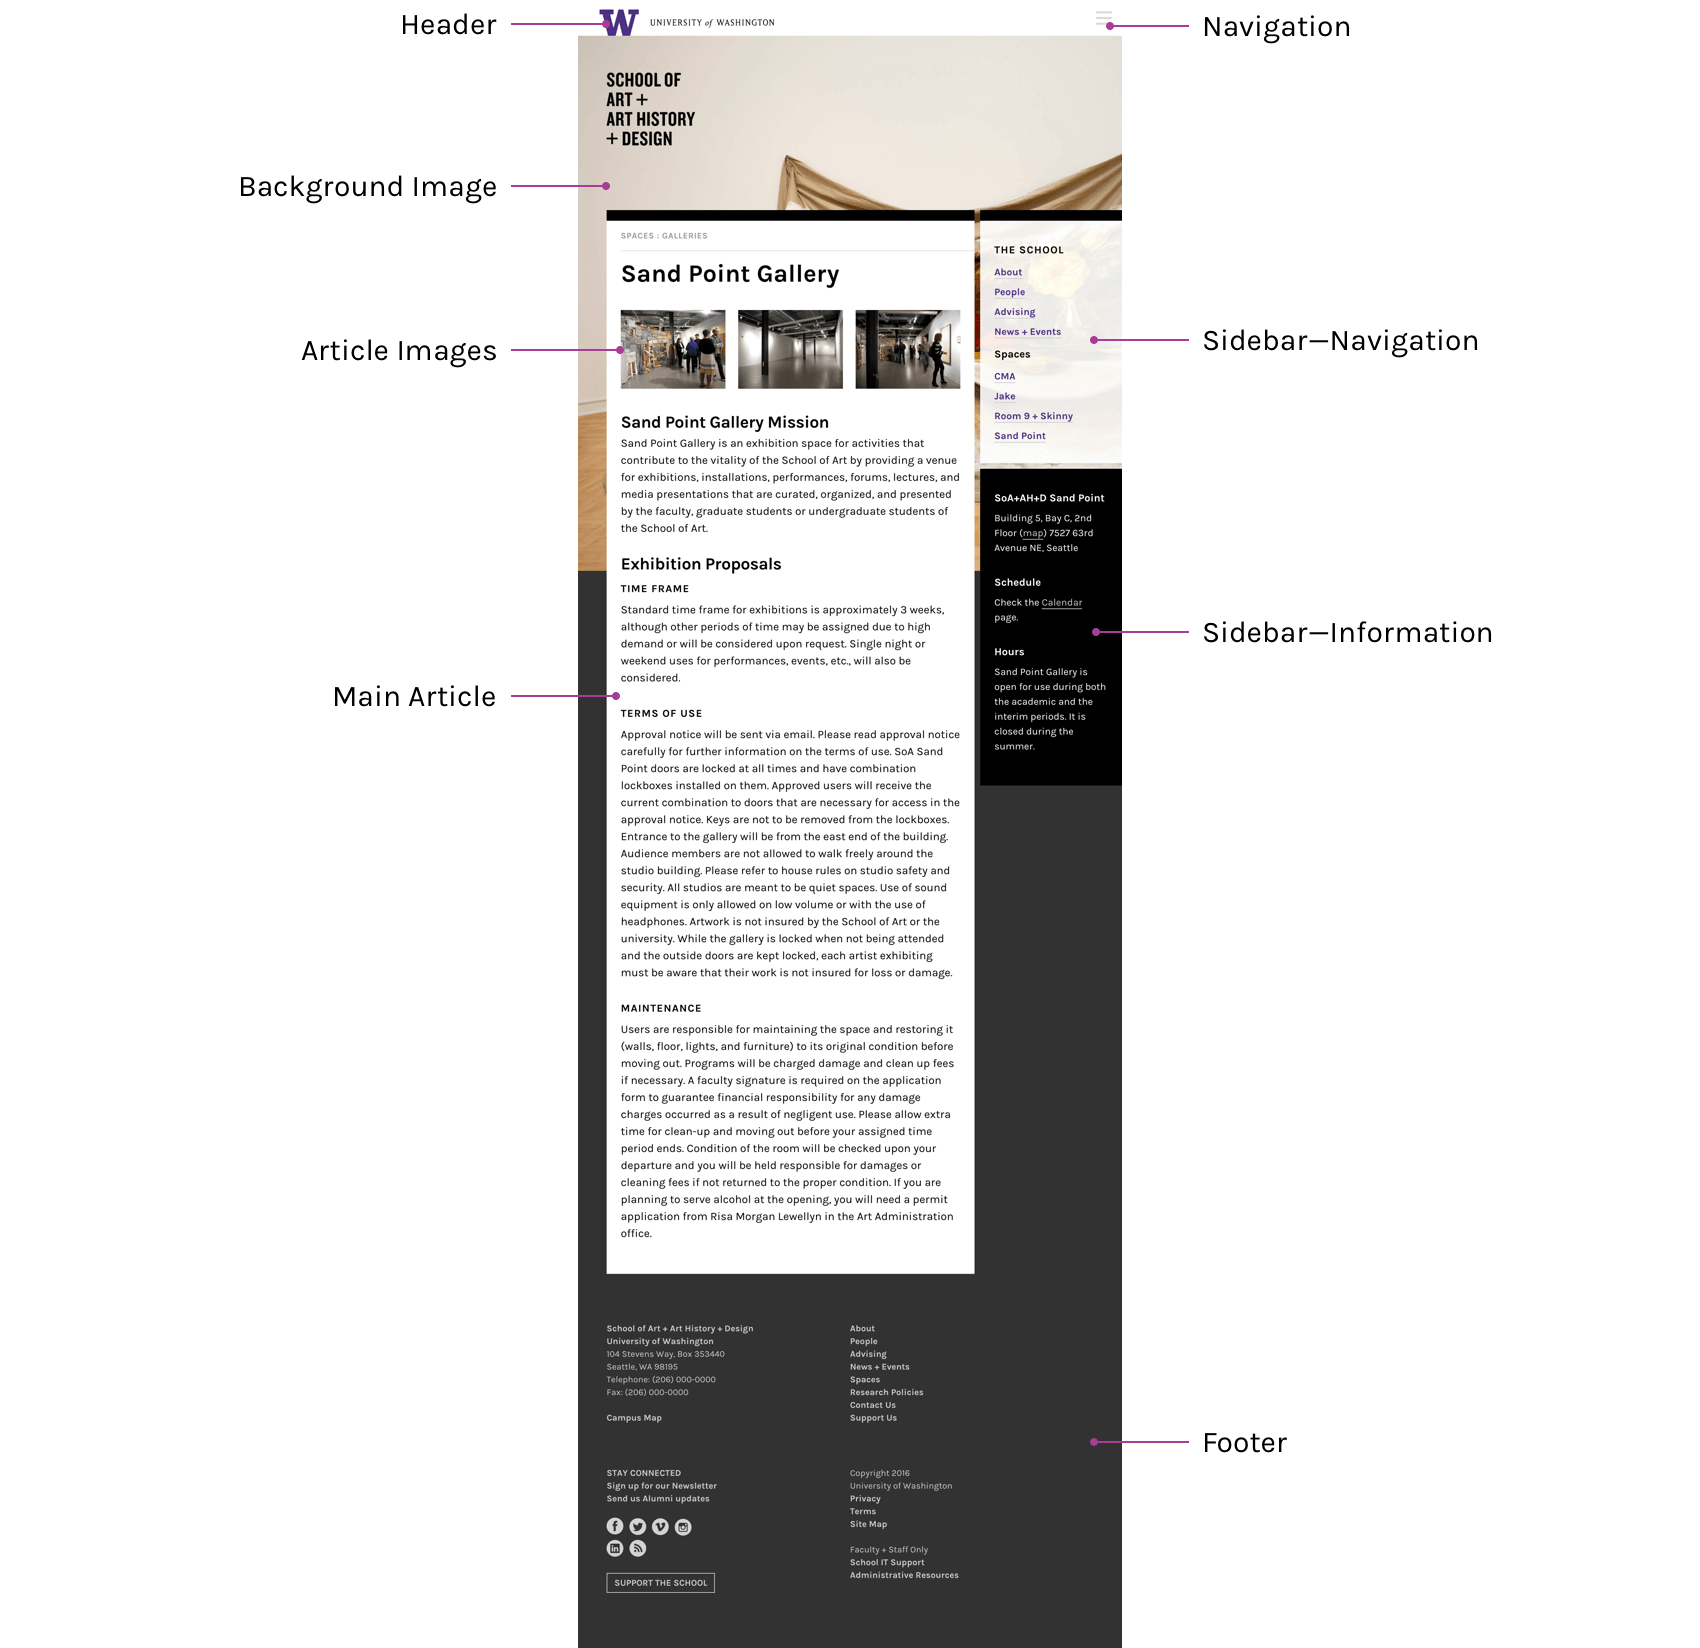 Header
UNIVERSITY of WASHINGTON
Navigation
SCHOOL OF
ART +
ART HISTORY
+ DESIGN
Background Image
SPACES : GALLERIES
Sand Point Gallery
Article Images
Sand Point Gallery Mission
Sand Point Gallery is an exhibition space for activities that
contribute to the vitality of the School of Art by providing a venue
for exhibitions, installations, performances, forums, lectures, and
media presentations that are curated, organized, and presented
by the faculty, graduate students or undergraduate students of
the School of Art.
Exhibition Proposals
TIME FRAME
Standard time frame for exhibitions is approximately 3 weeks,
although other periods of time may be assigned due to high
demand or will be considered upon request. Single night or
weekend uses for performances, events, etc., will also be
considered.
Main Article
TERMS OF USE
Approval notice will be sent via email. Please read approval notice
carefully for further information on the terms of use. SoA Sand
Point doors are locked at all times and have combination
lockboxes installed on them. Approved users will receive the
current combination to doors that are necessary for access in the
approval notice. Keys are not to be removed from the lockboxes.
Entrance to the gallery will be from the east end of the building.
Audience members are not allowed to walk freely around the
studio building. Please refer to house rules on studio safety and
security. All studios are meant to be quiet spaces. Use of sound
equipment is only allowed on low volume or with the use of
headphones. Artwork is not insured by the School of Art or the
university. While the gallery is locked when not being attended
and the outside doors are kept locked, each artist exhibiting
must be aware that their work is not insured for loss or damage.
MAINTENANCE
Users are responsible for maintaining the space and restoring it
(walls, floor, lights, and furniture) to its original condition before
moving out. Programs will be charged damage and clean up fees
if necessary. A faculty signature is required on the application
form to guarantee financial responsibility for any damage
charges occurred as a result of negligent use. Please allow extra
time for clean-up and moving out before your assigned time
period ends. Condition of the room will be checked upon your
departure and you will be held responsible for damages or
cleaning fees if not returned to the proper condition. If you are
planning to serve alcohol at the opening, you will need a permit
application from Risa Morgan Lewellyn in the Art Administration
office.
THE SCHOOL
About
People
Advising
News + Events
Spaces
CMA
Jake
Room 9 + Skinny
Sand Point
Sidebar—Navigation
SoA+AH+D Sand Point
Building 5, Bay C, 2nd
Floor (map) 7527 63rd
Avenue NE, Seattle
Schedule
Check the Calendar
page.
Hours
Sand Point Gallery is
open for use during both
the academic and the
interim periods. It is
closed during the
summer.
Sidebar—Information
School of Art + Art History + Design
University of Washington
104 Stevens Way, Box 353440
Seattle, WA 98195
Telephone: (206) 000-0000
Fax: (206) 000-0000
Campus Map
About
People
Advising
News + Events
Spaces
Research Policies
Contact Us
Support Us
Footer
STAY CONNECTED
Sign up for our Newsletter
Send us Alumni updates
SUPPORT THE SCHOOL
Copyright 2016
University of Washington
Privacy
Terms
Site Map
Faculty + Staff Only
School IT Support
Administrative Resources